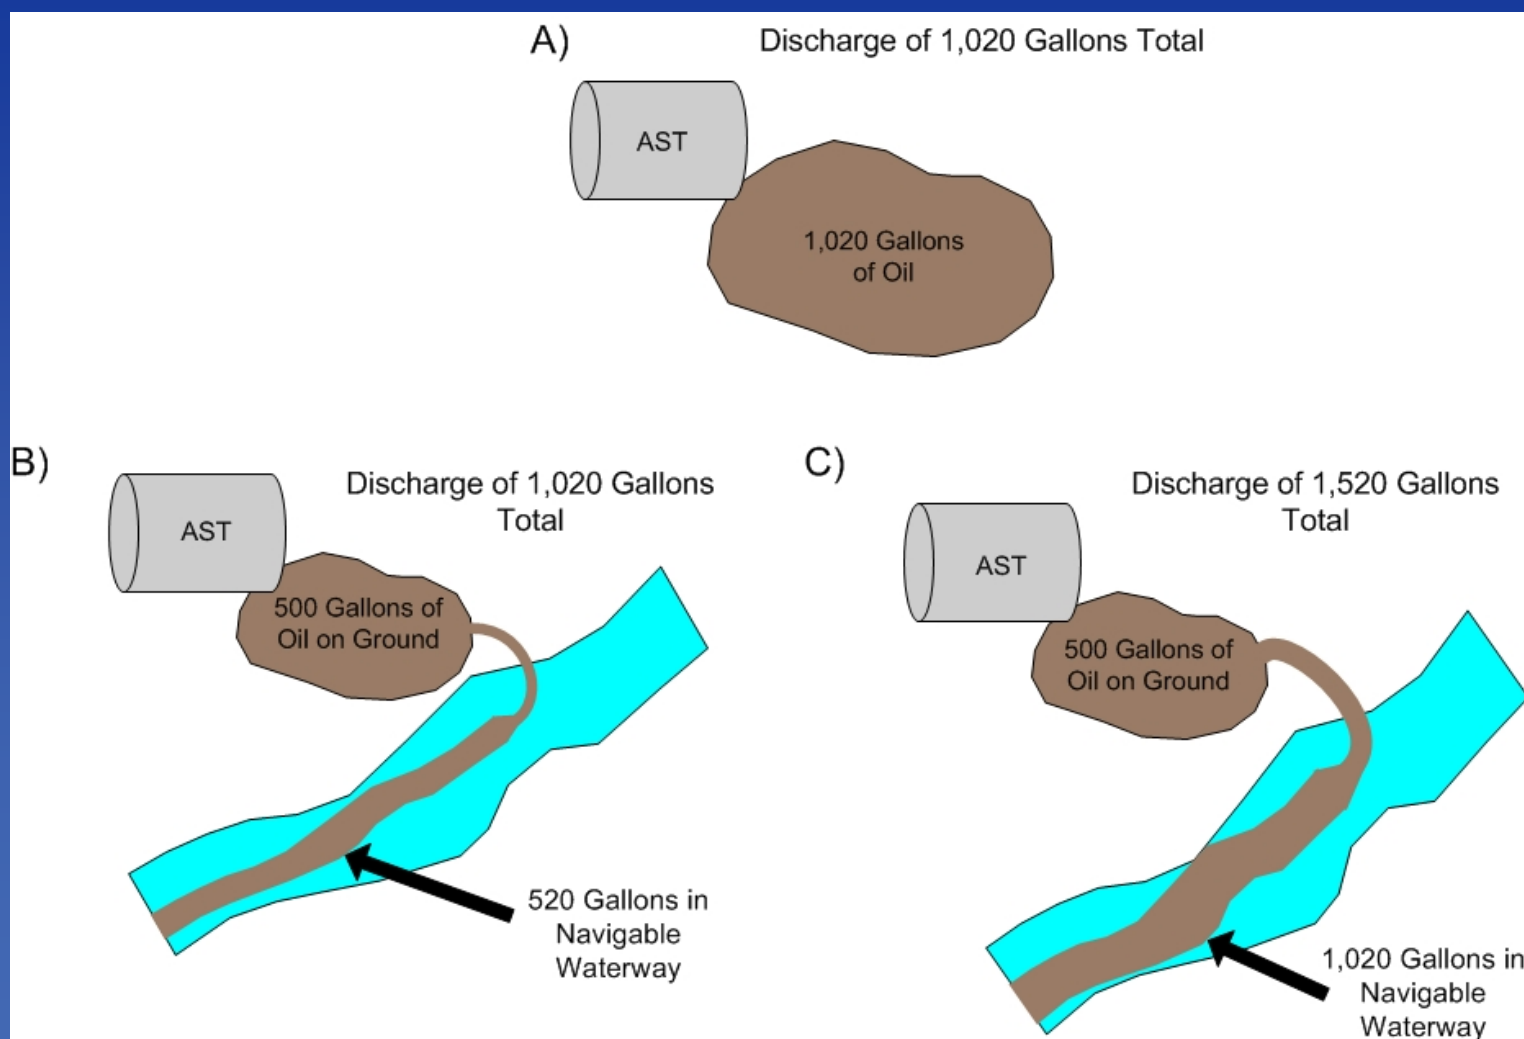 A)
Discharge of 1,020 Gallons Total
AST
1,020 Gallons
of Oil
B)
Discharge of 1,020 Gallons
Total
AST
500 Gallons of
Oil on Ground
520 Gallons in
Navigable
Waterway
C)
Discharge of 1,520 Gallons
Total
AST
500 Gallons of
Oil on Ground
1,020 Gallons in
Navigable
Waterway